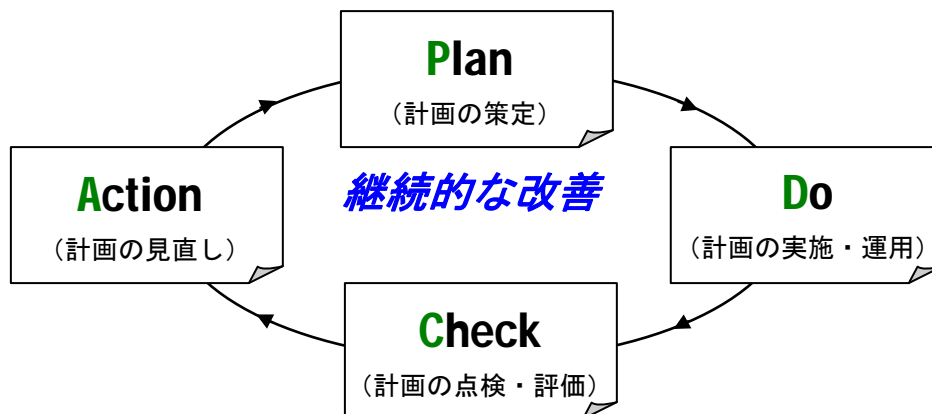 Plan
（計画の策定）
Action
（計画の見直し）
継続的な改善
Do
（計画の実施・運用）
Check
（計画の点検・評価）